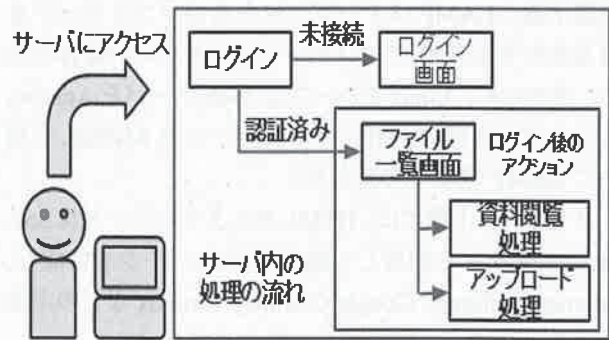 サーバにアクセス
ログイン
未接続
ログイン
画面
認証済み
ファイル
一覧画面
ログイン後の
アクション
資料閲覧
処理
アップロード
処理
サーバ内の
処理の流れ